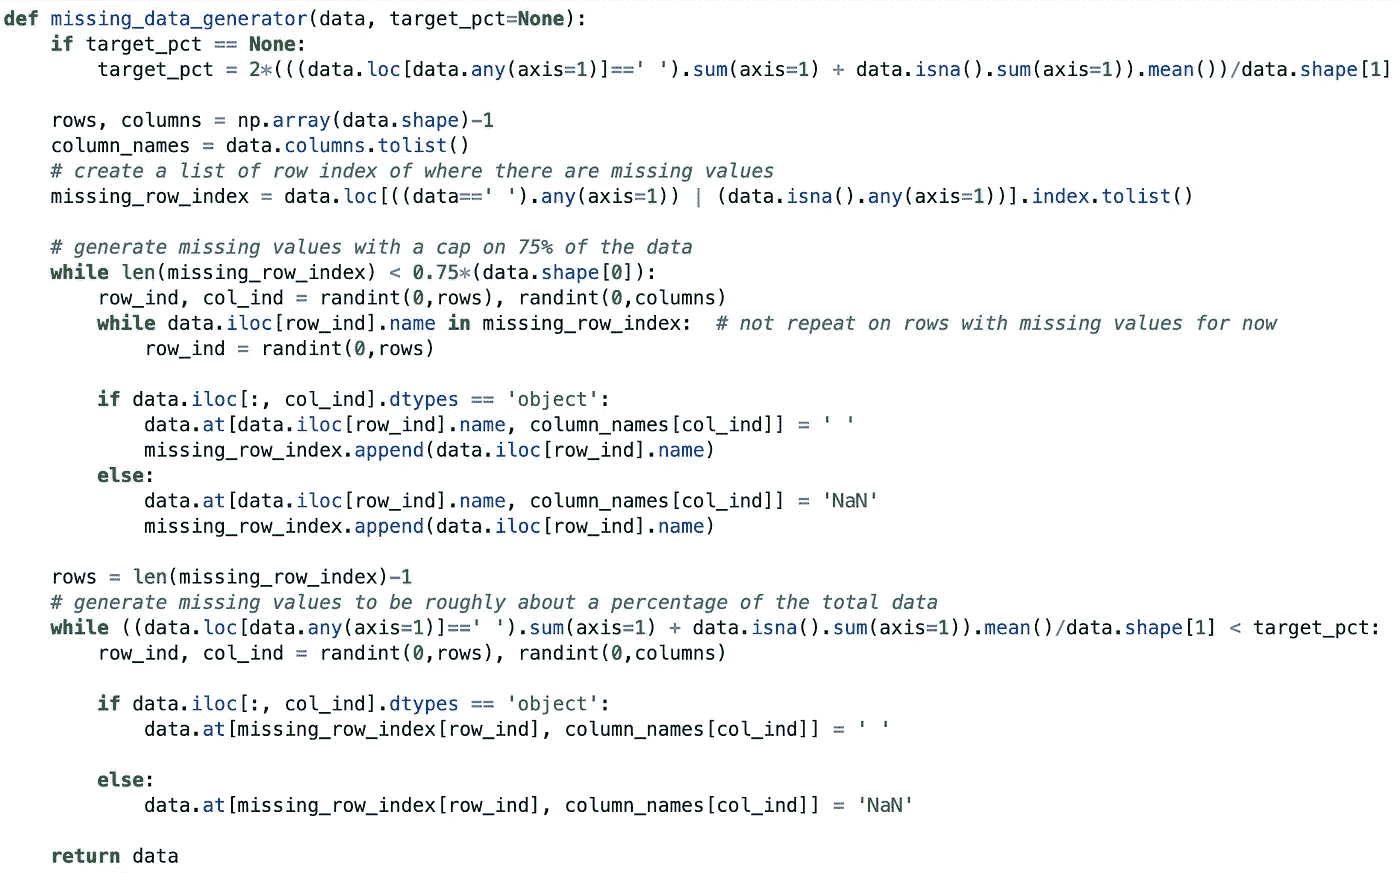 def missing_data_generator(data, target_pct=None):
    if target_pct == None:
        target_pct = 2*(((data.loc[data.any(axis=1)]==' ').sum(axis=1) + data.isna().sum(axis=1)).mean())/data.shape[1]

    rows, columns = np.array(data.shape)-1
    column_names = data.columns.tolist()
    # create a list of row index of where there are missing values
    missing_row_index = data.loc[((data==' ').any(axis=1)) | (data.isna().any(axis=1))].index.tolist()

    # generate missing values with a cap on 75% of the data
    while len(missing_row_index) < 0.75*(data.shape[0]):
        row_ind, col_ind = randint(0,rows), randint(0,columns)
        while data.iloc[row_ind].name in missing_row_index:  # not repeat on rows with missing values for now
            row_ind = randint(0,rows)

        if data.iloc[:, col_ind].dtypes == 'object':
            data.at[data.iloc[row_ind].name, column_names[col_ind]] = ' '
            missing_row_index.append(data.iloc[row_ind].name)
        else:
            data.at[data.iloc[row_ind].name, column_names[col_ind]] = 'NaN'
            missing_row_index.append(data.iloc[row_ind].name)

    rows = len(missing_row_index)-1
    # generate missing values to be roughly about a percentage of the total data
    while ((data.loc[data.any(axis=1)]==' ').sum(axis=1) + data.isna().sum(axis=1)).mean()/data.shape[1] < target_pct:
        row_ind, col_ind = randint(0,rows), randint(0,columns)

        if data.iloc[:, col_ind].dtypes == 'object':
            data.at[missing_row_index[row_ind], column_names[col_ind]] = ' '

        else:
            data.at[missing_row_index[row_ind], column_names[col_ind]] = 'NaN'

    return data